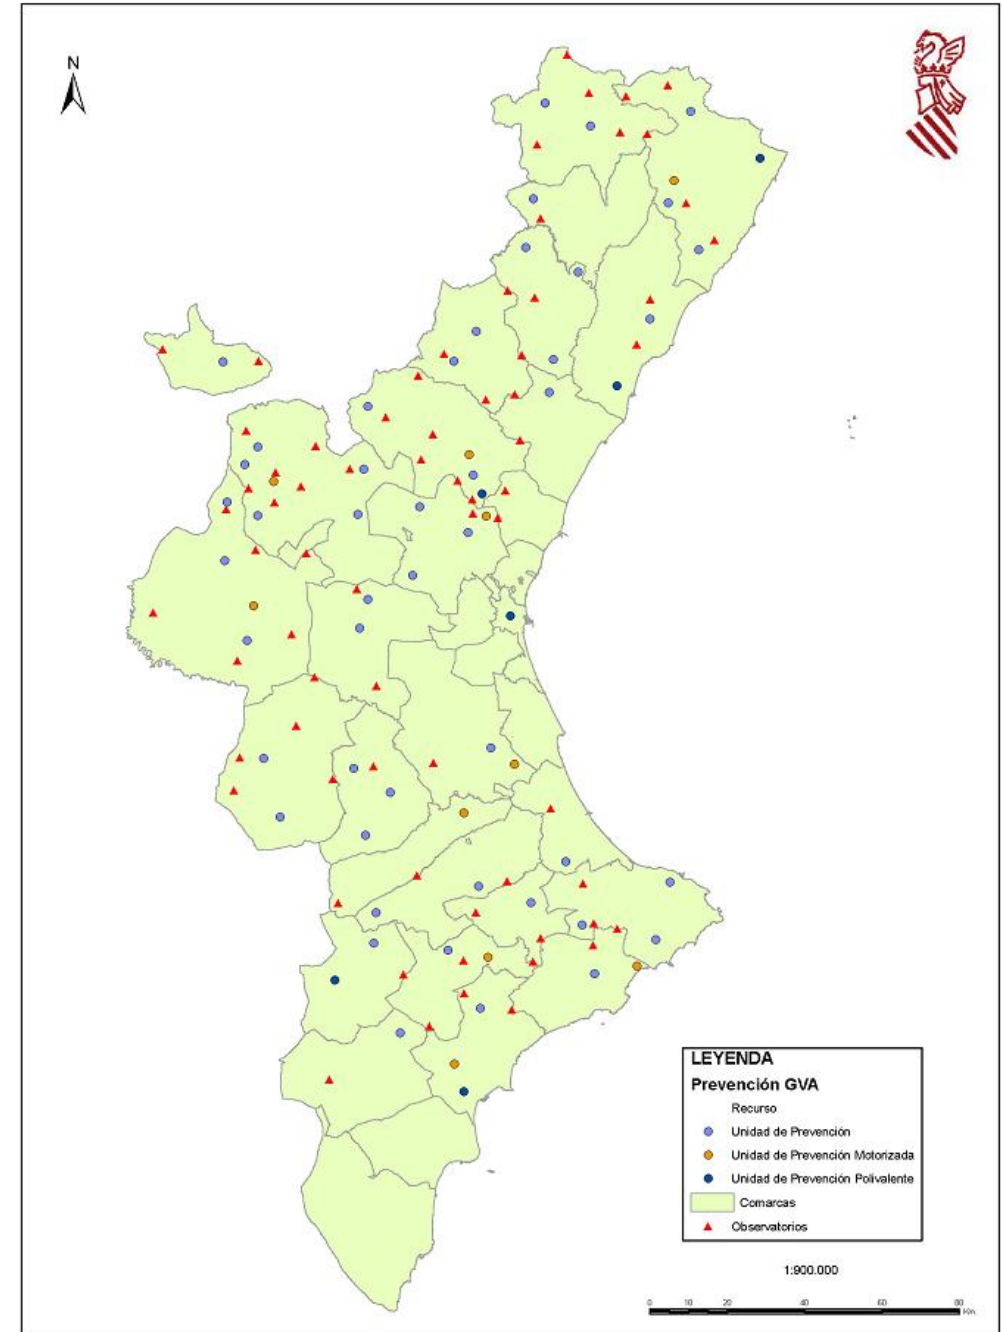 N
LEYENDA
Prevención GVA
Recurso
Unidad de Prevención
Unidad de Prevención Motorizada
Unidad de Prevención Polivalente
Comarcas
Observatorios
1:900.000
0 10 20 40 60 80
Km.